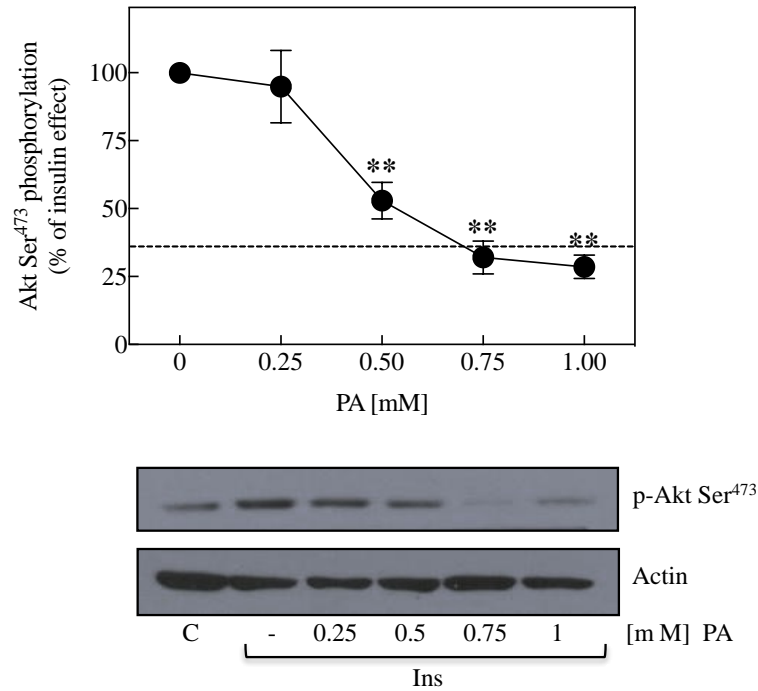 Akt Ser⁴⁷³ phosphorylation
(% of insulin effect)
100
75
50
25
0
**
**
**
0 0.25 0.50 0.75 1.00
PA [mM]
p-Akt Ser⁴⁷³
Actin
C - 0.25 0.5 0.75 1 [m M] PA
Ins